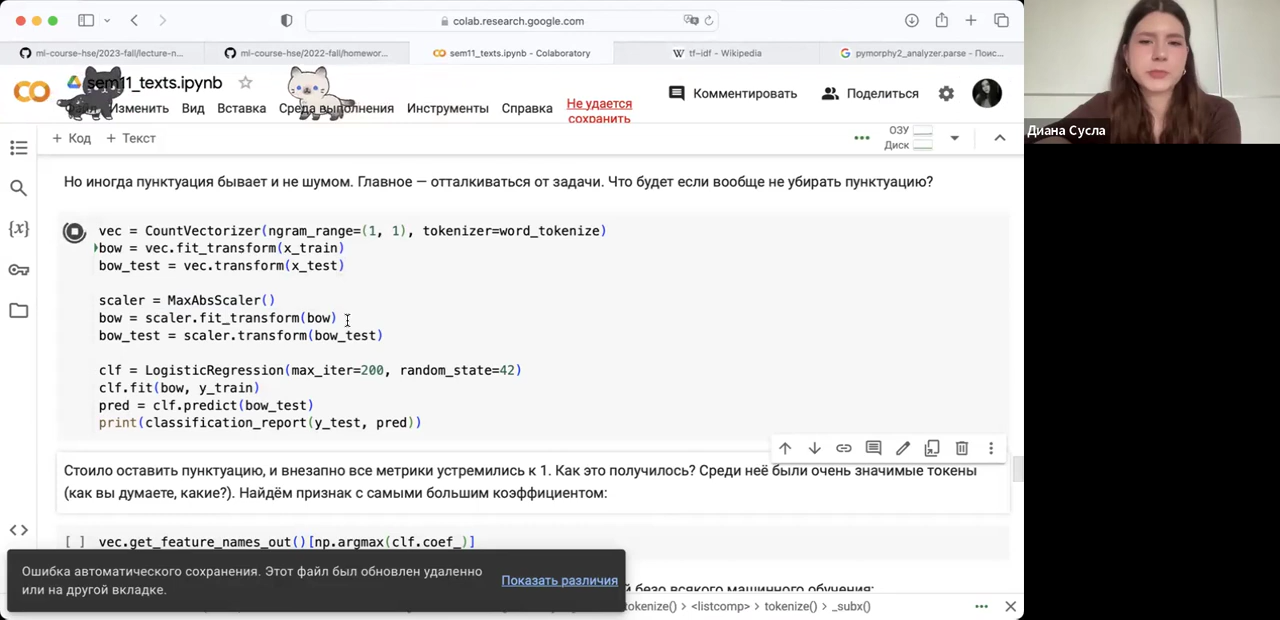 colab.research.google.com
ml-course-hse/2023-fall/lecture-n...
ml-course-hse/2022-fall/homewor...
sem11_texts.ipynb - Colaboratory
tf–idf – Wikipedia
pymorphy2_analyzer.parse - Поис...
sem11_texts.ipynb
Изменить Вид Вставка Среда выполнения Инструменты Справка
Не удается
сохранить
Комментировать
Поделиться
+ Код + Текст
ОЗУ
Диск
Но иногда пунктуация бывает и не шумом. Главное — отталкиваться от задачи. Что будет если вообще не убирать пунктуацию?
vec = CountVectorizer(ngram_range=(1, 1), tokenizer=word_tokenize)
bow = vec.fit_transform(x_train)
bow_test = vec.transform(x_test)
scaler = MaxAbsScaler()
bow = scaler.fit_transform(bow)
bow_test = scaler.transform(bow_test)
clf = LogisticRegression(max_iter=200, random_state=42)
clf.fit(bow, y_train)
pred = clf.predict(bow_test)
print(classification_report(y_test, pred))
Стоило оставить пунктуацию, и внезапно все метрики устремились к 1. Как это получилось? Среди неё были очень значимые токены
(как вы думаете, какие?). Найдём признак с самыми большим коэффициентом:
[ ] vec.get_feature_names_out()[np.argmax(clf.coef_)]
безо всякого машинного обучения:
Ошибка автоматического сохранения. Этот файл был обновлен удаленно
или на другой вкладке.
Показать различия
tokenize() > <listcomp> > tokenize() > _subx()
Диана Сусла